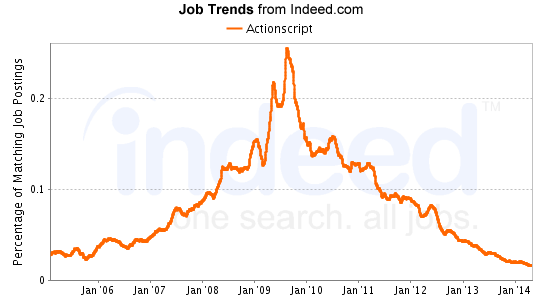 Job Trends from Indeed.com
Actionscript
Percentage of Matching Job Postings
0.2
0.1
0
indeed™
one search. all jobs.
Jan '06 Jan '07 Jan '08 Jan '09 Jan '10 Jan '11 Jan '12 Jan '13 Jan '14